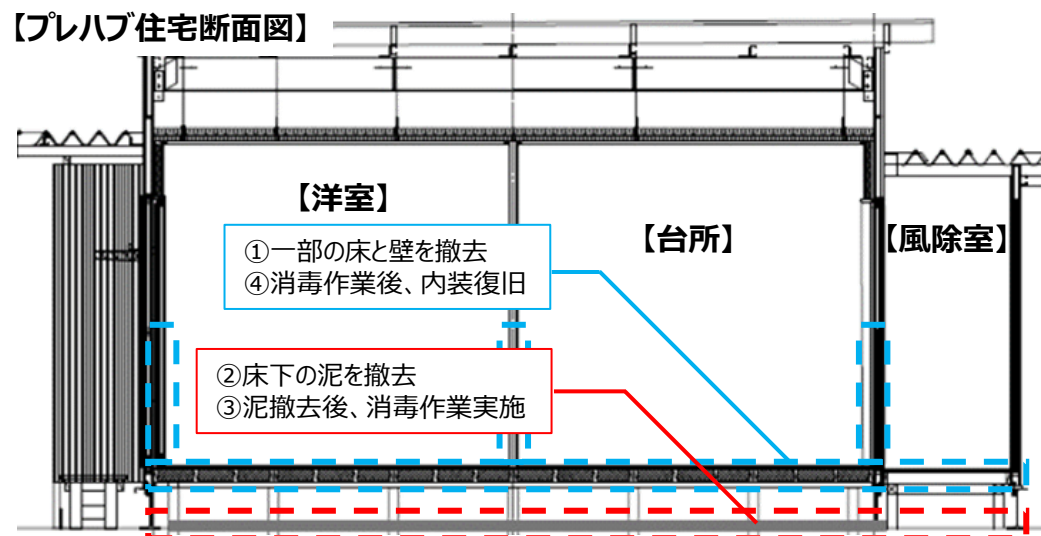 【プレハブ住宅断面図】
【洋室】
【台所】
【風除室】
①一部の床と壁を撤去
④消毒作業後、内装復旧
②床下の泥を撤去
③泥撤去後、消毒作業実施